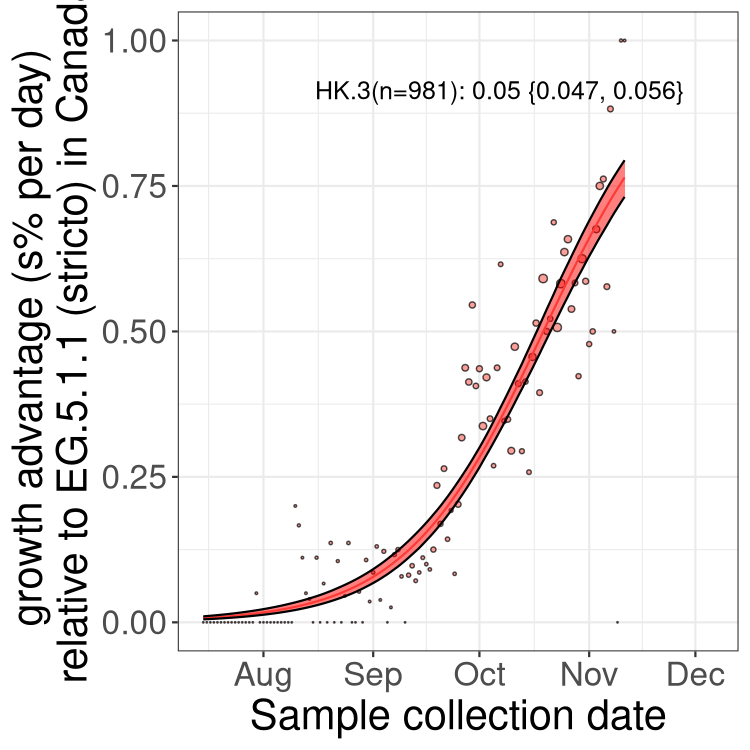 growth advantage (s% per day)
relative to EG.5.1.1 (stricto) in Canada
1.00
0.75
0.50
0.25
0.00
HK.3(n=981): 0.05 {0.047, 0.056}
Aug Sep Oct Nov Dec
Sample collection date